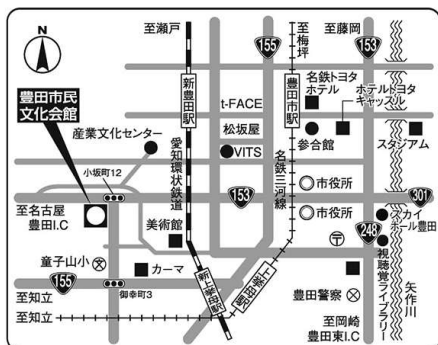 至瀬戸
155
至梅坪
153
至藤岡
N
新豊田駅
豊田市駅
名鉄トヨタ
ホテル
ホテルトヨタ
キャッスル
豊田市民
文化会館
t-FACE
松坂屋
VITS
参合館
スタジアム
産業文化センター
愛知環状鉄道
名鉄三河線
小坂町12
153
市役所
市役所
301
至名古屋
豊田I.C
美術館
248
スカイ
ホール豊田
童子山小
文
カーマ
〒
視聴覚ライブラリー
矢作川
至知立
155
御幸町3
新上挙母駅
上挙母駅
豊田警察
至知立
至岡崎
豊田東I.C